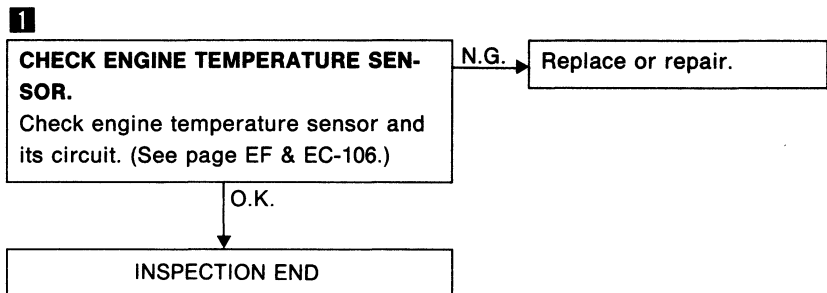 1
CHECK ENGINE TEMPERATURE SEN-
SOR.
Check engine temperature sensor and
its circuit. (See page EF & EC-106.)
N.G.
Replace or repair.
O.K.
INSPECTION END